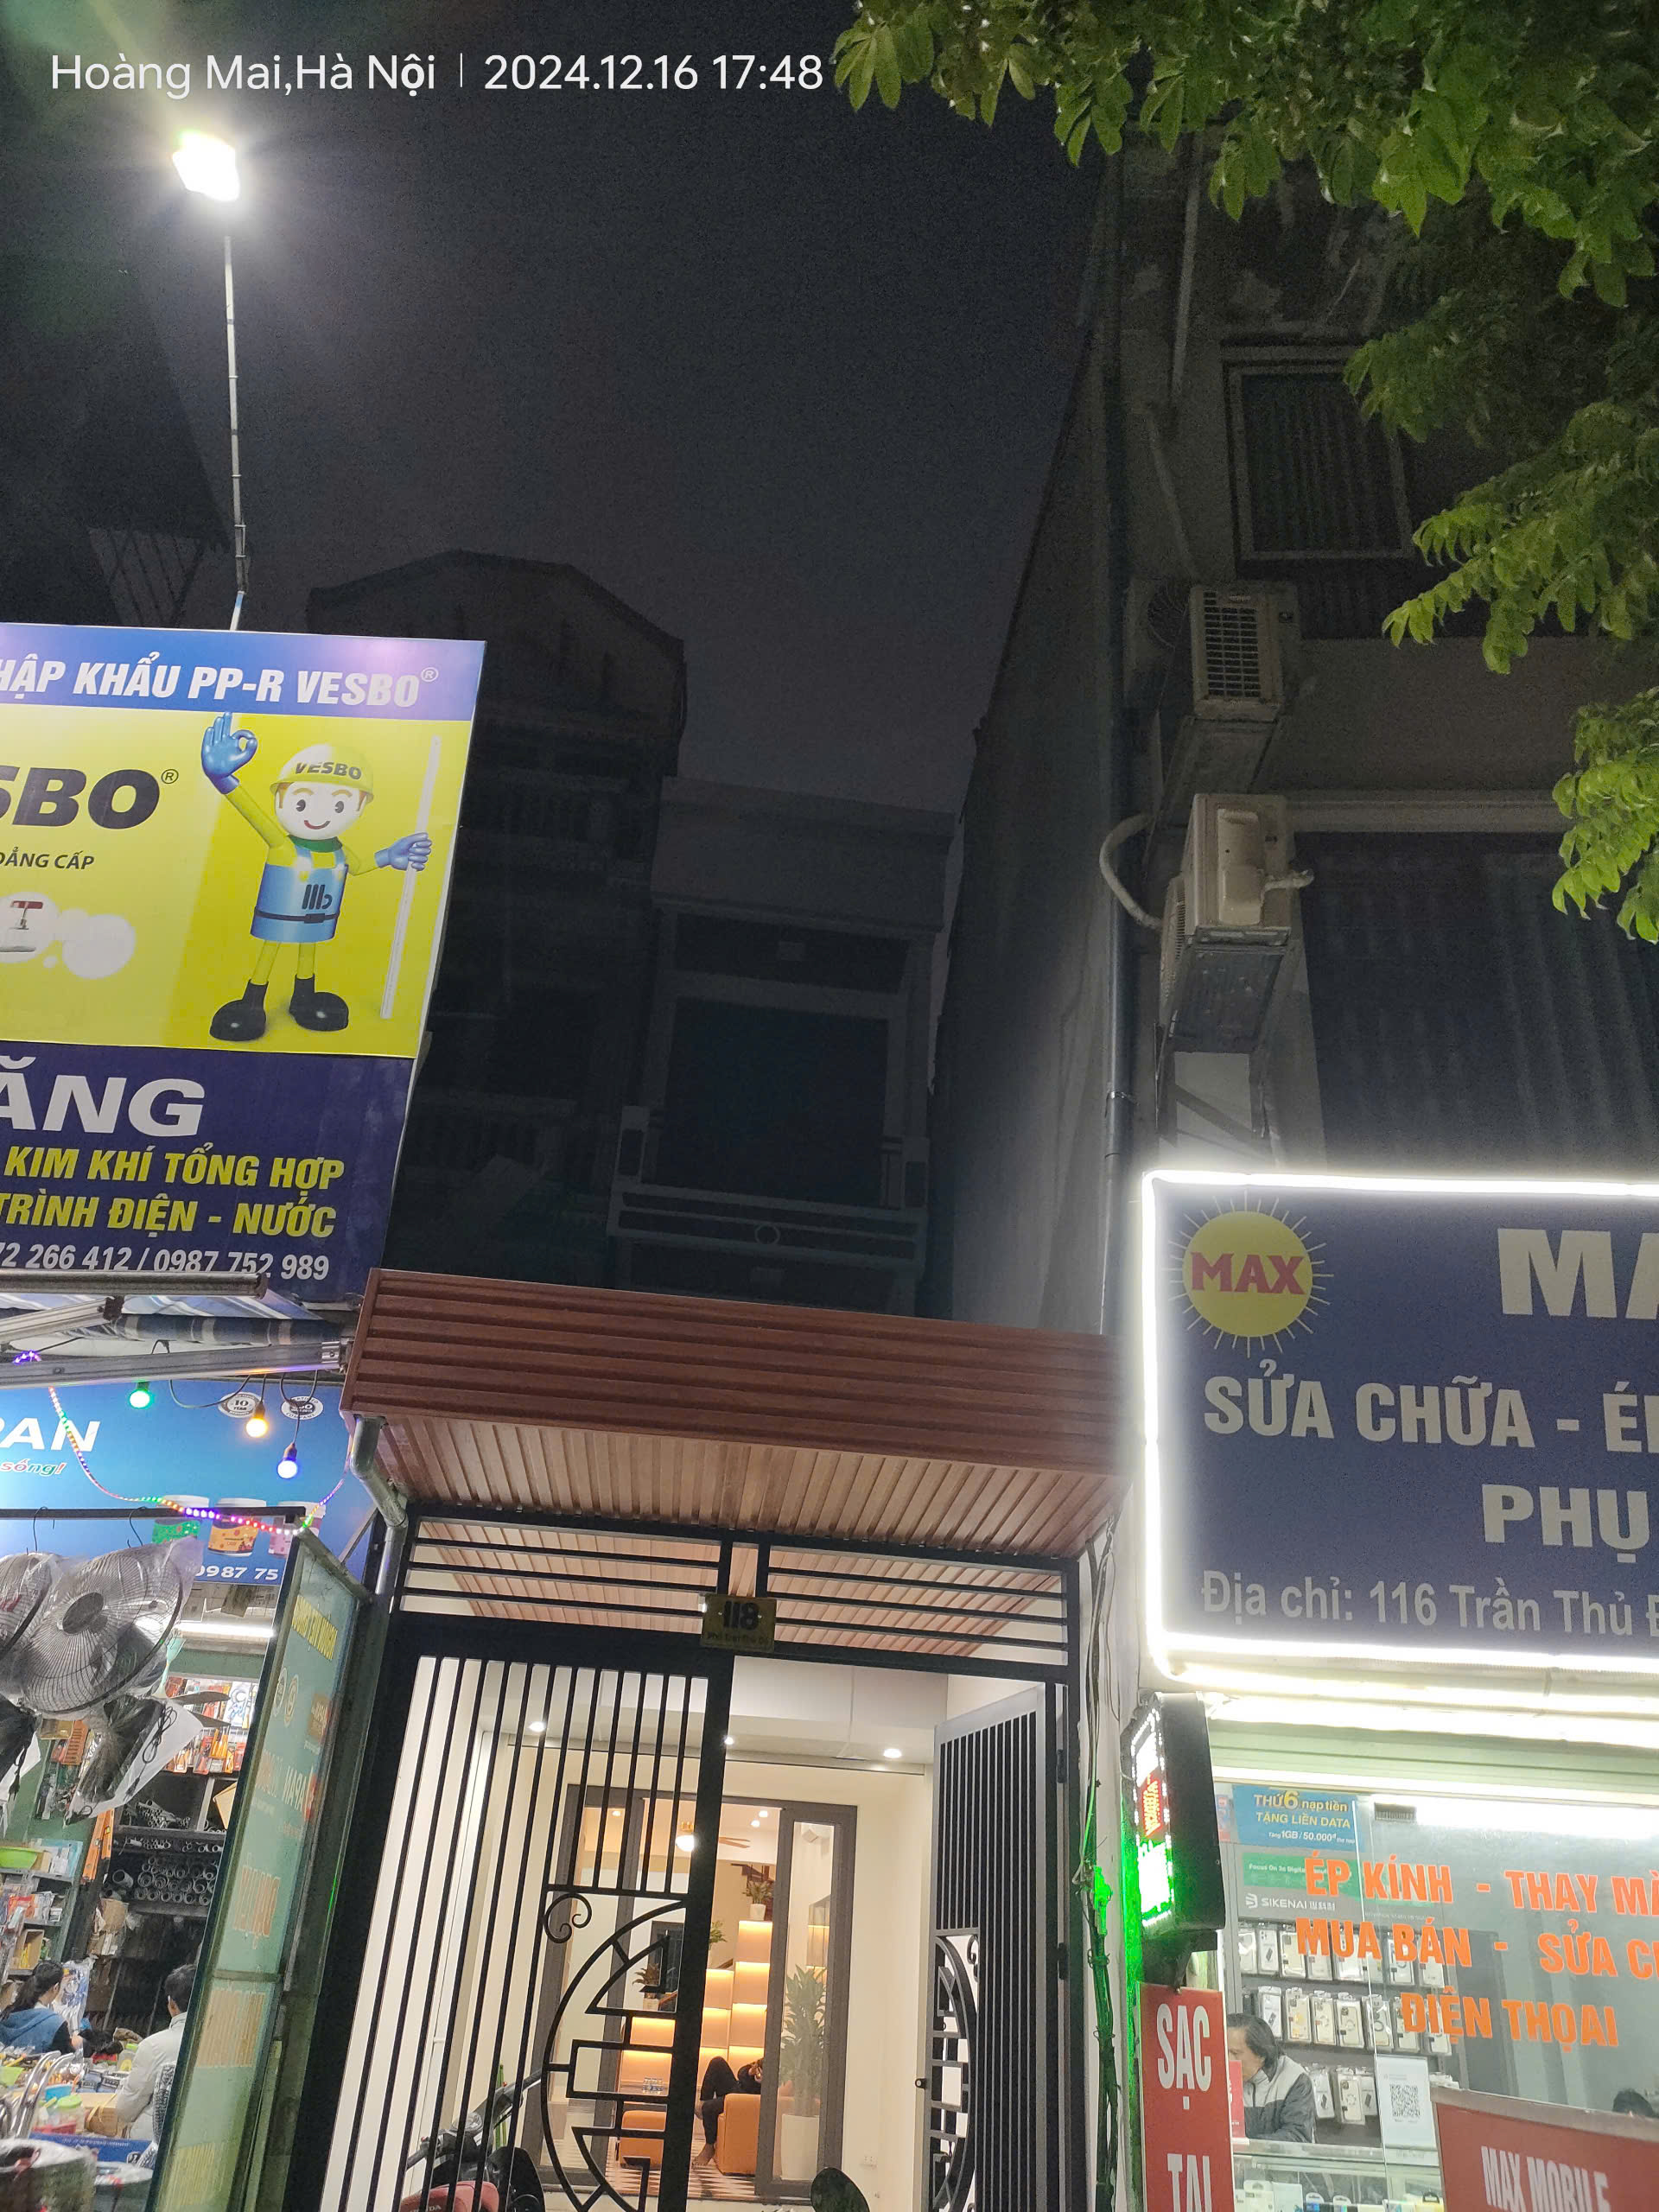 Hoàng Mai,Hà Nội | 2024.12.16 17:48
HẬP KHẨU PP-R VESBO®
SBO®
VESBO
ĐẲNG CẤP
ĂNG
KIM KHÍ TỔNG HỢP
TRÌNH ĐIỆN - NƯỚC
72 266 412 / 0987 752 989
PAN
sống!
0987 75
118
MAX
MA
SỬA CHỮA - É
PHỤ
Địa chỉ: 116 Trần Thủ Đ
THỨ 6 nạp tiền
TẶNG LIỀN DATA
SIKENAI
ÉP KÍNH - THAY M
MUA BÁN - SỬA C
ĐIỆN THOẠI
SẠC
TẠI
MAX MOBILE